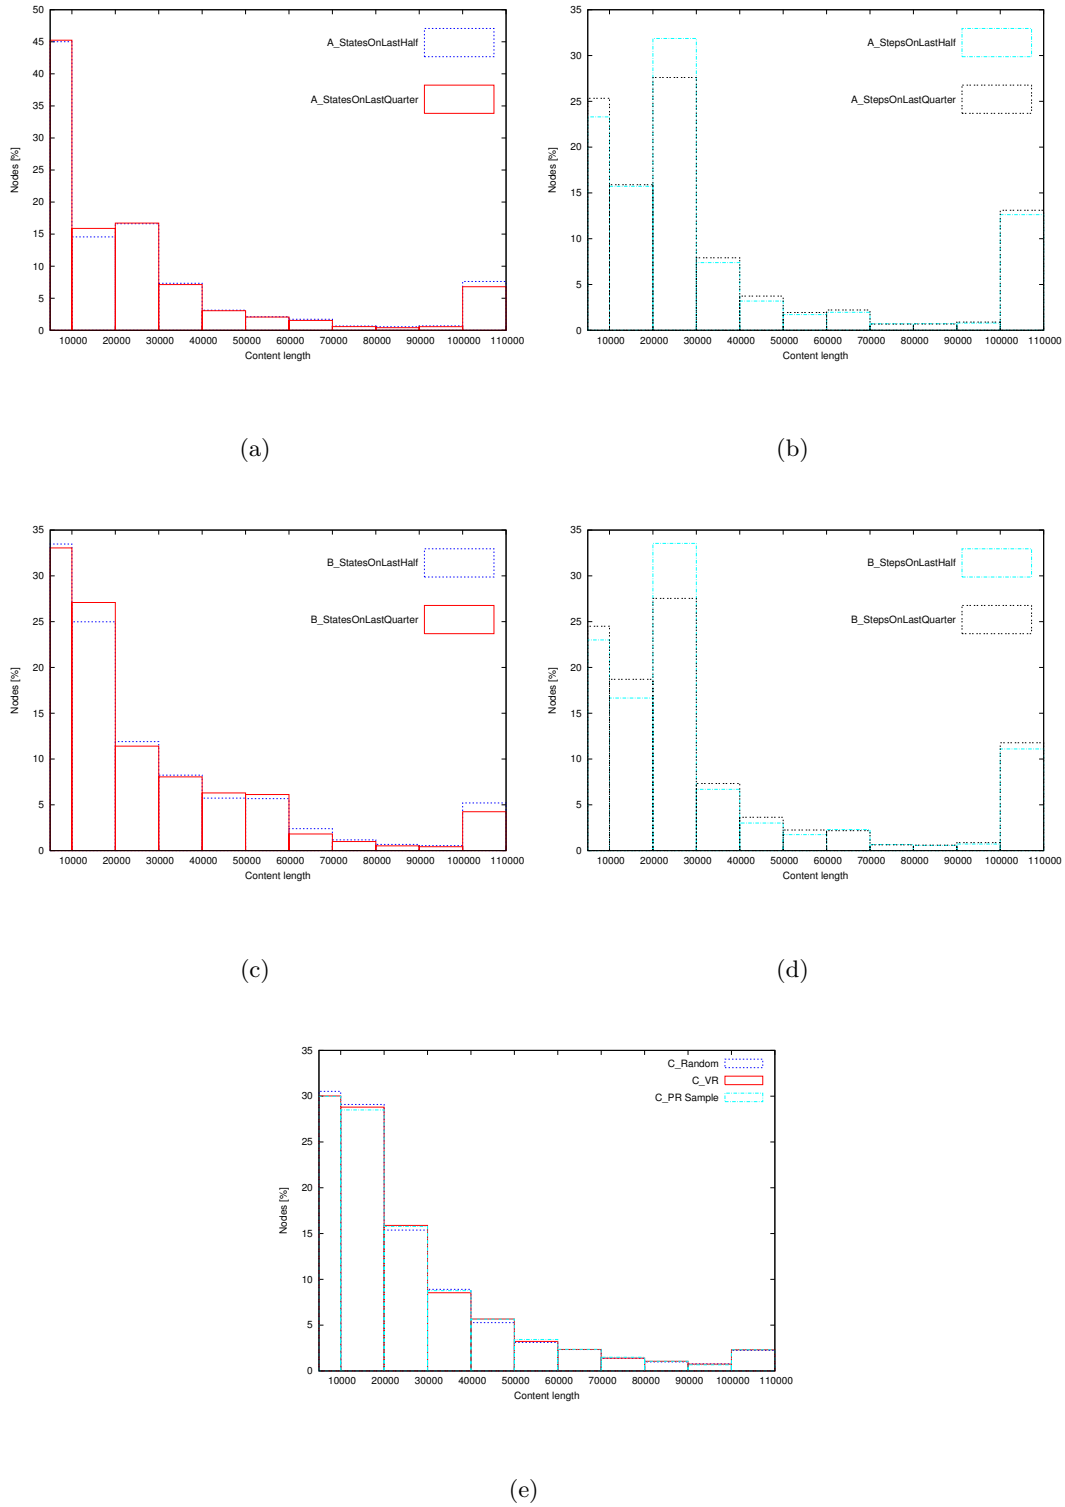 50
45
40
35
30
25
20
15
10
5
0
Nodes [%]
A_StatesOnLastHalf
A_StatesOnLastQuarter
10000 20000 30000 40000 50000 60000 70000 80000 90000 100000 110000
Content length
(a)
35
30
25
20
15
10
5
0
Nodes [%]
A_StepsOnLastHalf
A_StepsOnLastQuarter
10000 20000 30000 40000 50000 60000 70000 80000 90000 100000 110000
Content length
(b)
35
30
25
20
15
10
5
0
Nodes [%]
B_StatesOnLastHalf
B_StatesOnLastQuarter
10000 20000 30000 40000 50000 60000 70000 80000 90000 100000 110000
Content length
(c)
35
30
25
20
15
10
5
0
Nodes [%]
B_StepsOnLastHalf
B_StepsOnLastQuarter
10000 20000 30000 40000 50000 60000 70000 80000 90000 100000 110000
Content length
(d)
35
30
25
20
15
10
5
0
Nodes [%]
C_Random
C_VR
C_PR Sample
10000 20000 30000 40000 50000 60000 70000 80000 90000 100000 110000
Content length
(e)